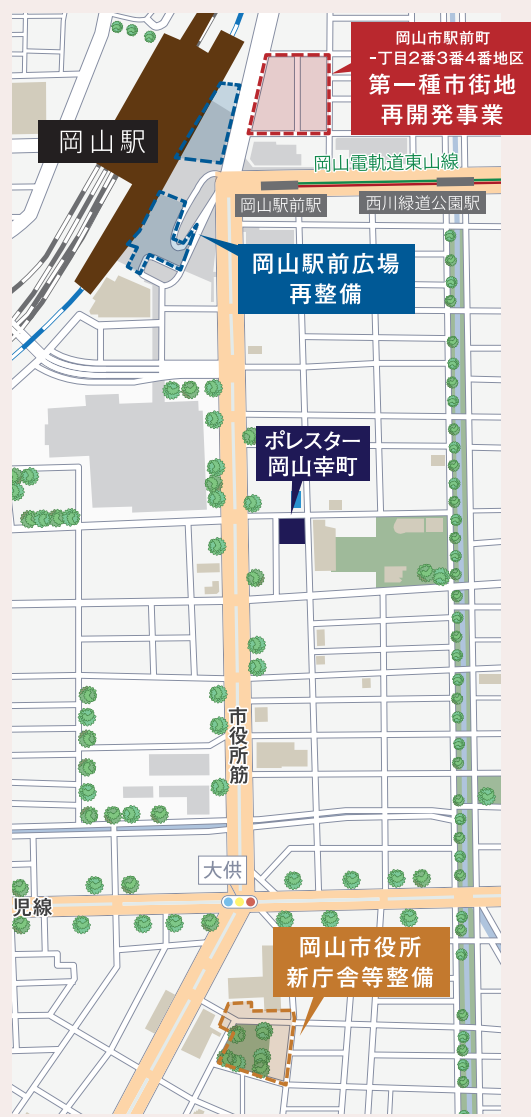 岡山市駅前町
-丁目2番3番4番地区
第一種市街地
再開発事業
岡山駅
岡山電軌道東山線
岡山駅前駅
西川緑道公園駅
岡山駅前広場
再整備
ポレスター
岡山幸町
市役所筋
大供
児線
岡山市役所
新庁舎等整備